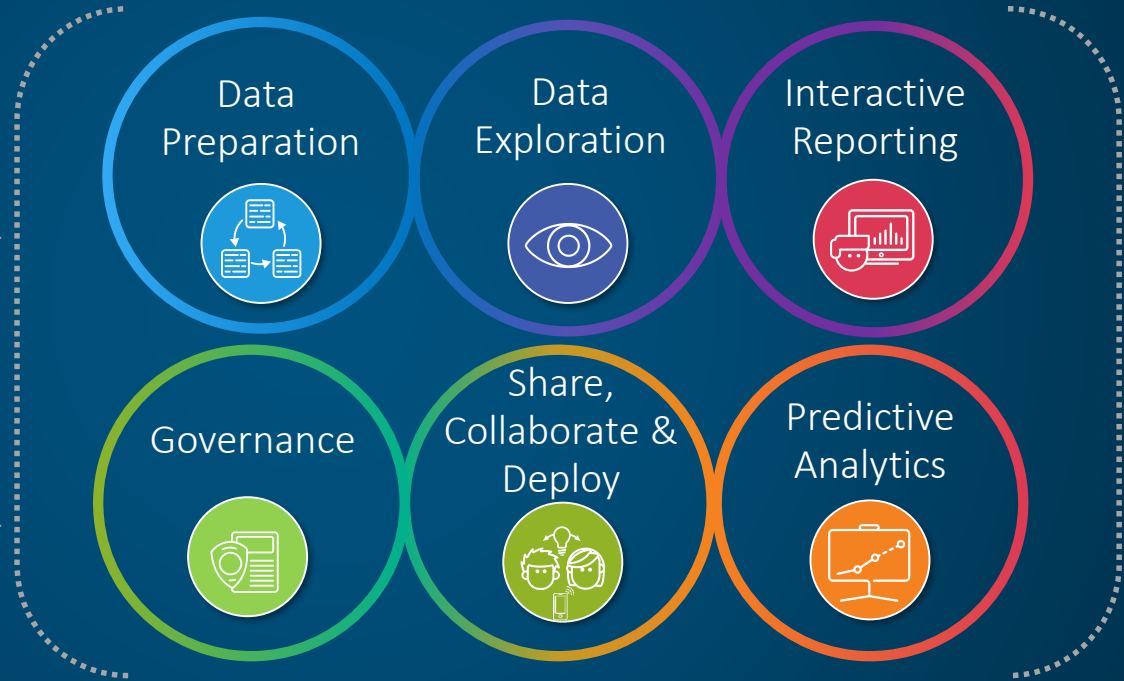 Data
Preparation
Data
Exploration
Interactive
Reporting
Governance
Share,
Collaborate &
Deploy
Predictive
Analytics